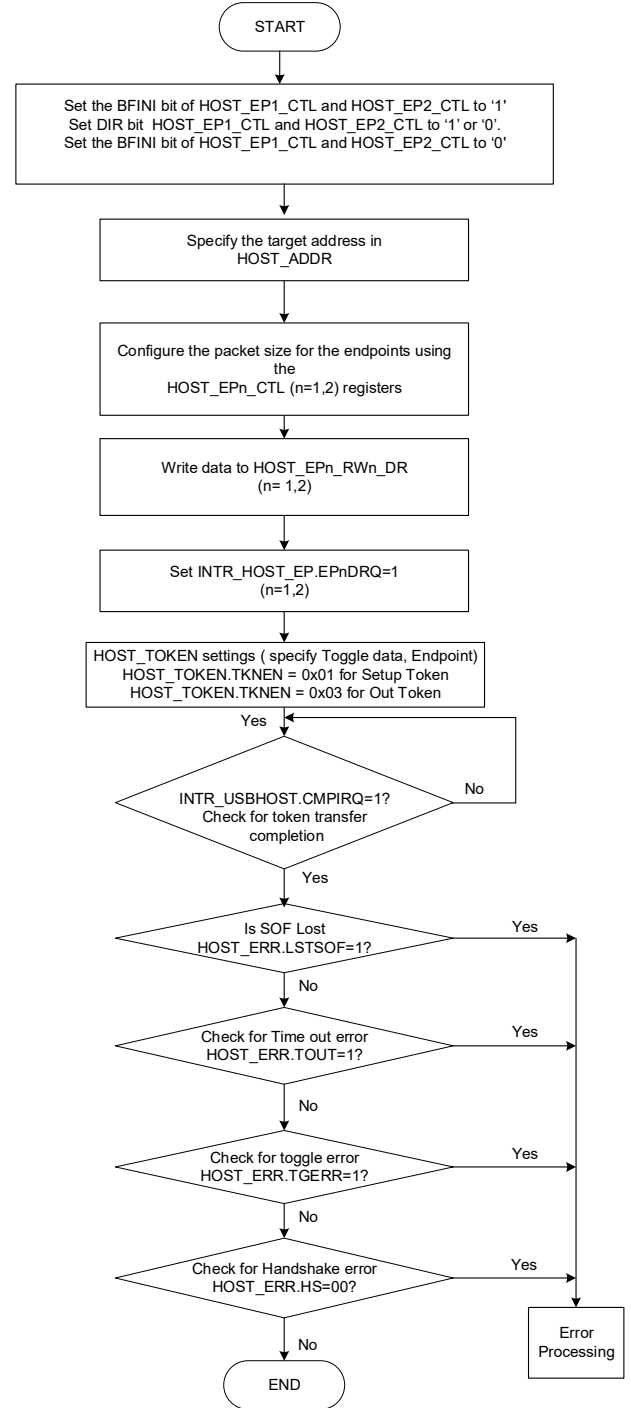 START
Set the BFINI bit of HOST_EP1_CTL and HOST_EP2_CTL to ‘1’
Set DIR bit  HOST_EP1_CTL and HOST_EP2_CTL to ‘1’ or ‘0’.
Set the BFINI bit of HOST_EP1_CTL and HOST_EP2_CTL to ‘0’
Specify the target address in
HOST_ADDR
Configure the packet size for the endpoints using
the
HOST_EPn_CTL (n=1,2) registers
Write data to HOST_EPn_RWn_DR
(n= 1,2)
Set INTR_HOST_EP.EPnDRQ=1
(n=1,2)
HOST_TOKEN settings ( specify Toggle data, Endpoint)
HOST_TOKEN.TKNEN = 0x01 for Setup Token
HOST_TOKEN.TKNEN = 0x03 for Out Token
Yes
INTR_USBHOST.CMPIRQ=1?
Check for token transfer
completion
No
Yes
Is SOF Lost
HOST_ERR.LSTSOF=1?
Yes
No
Check for Time out error
HOST_ERR.TOUT=1?
Yes
No
Check for toggle error
HOST_ERR.TGERR=1?
Yes
No
Check for Handshake error
HOST_ERR.HS=00?
Yes
No
Error
Processing
END